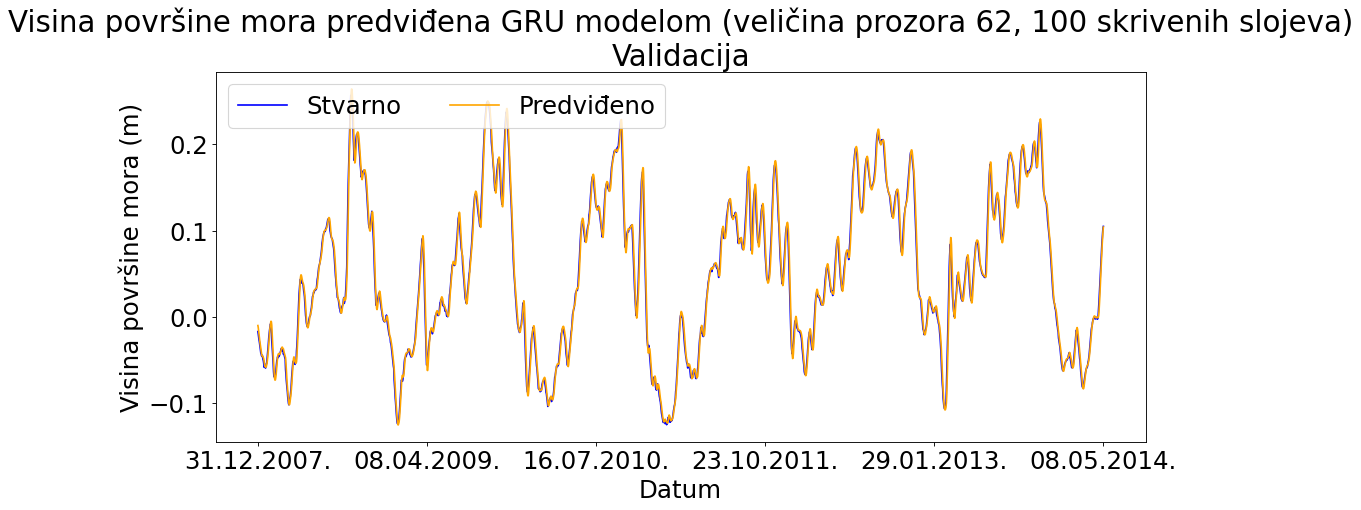 Visina površine mora predviđena GRU modelom (veličina prozora 62, 100 skrivenih slojeva)
Validacija
Stvarno
Predviđeno
Visina površine mora (m)
0.2
0.1
0.0
−0.1
31.12.2007.
08.04.2009.
16.07.2010.
23.10.2011.
29.01.2013.
08.05.2014.
Datum